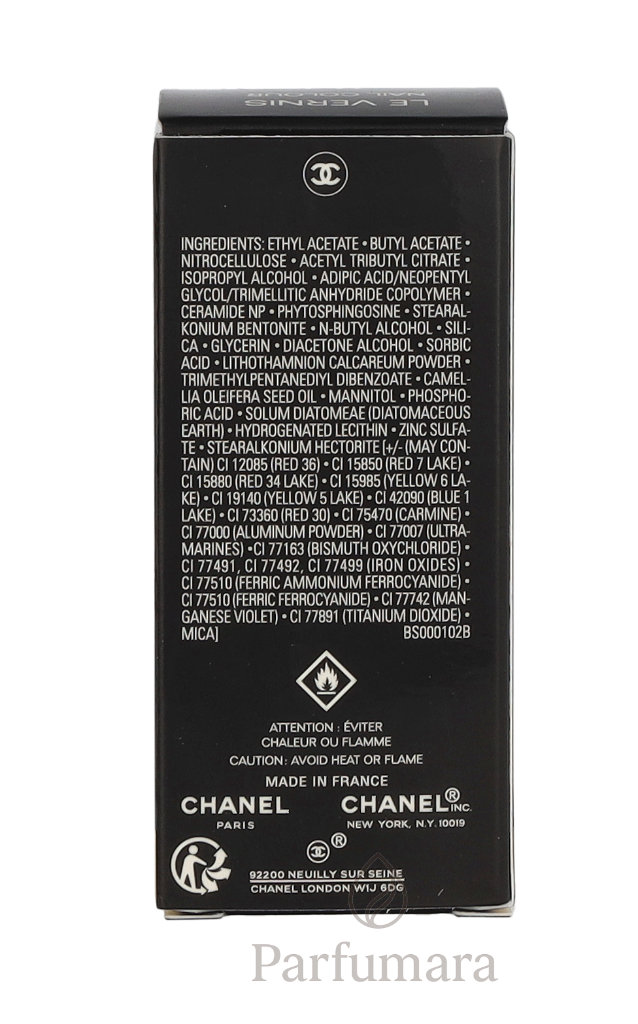 LE VERNIS
NAIL COLOUR
INGREDIENTS: ETHYL ACETATE • BUTYL ACETATE •
NITROCELLULOSE • ACETYL TRIBUTYL CITRATE •
ISOPROPYL ALCOHOL • ADIPIC ACID/NEOPENTYL
GLYCOL/TRIMELLITIC ANHYDRIDE COPOLYMER •
CERAMIDE NP • PHYTOSPHINGOSINE • STEARAL-
KONIUM BENTONITE • N-BUTYL ALCOHOL • SILI-
CA • GLYCERIN • DIACETONE ALCOHOL • SORBIC
ACID • LITHOTHAMNION CALCAREUM POWDER •
TRIMETHYLPENTANEDIYL DIBENZOATE • CAMEL-
LIA OLEIFERA SEED OIL • MANNITOL • PHOSPHO-
RIC ACID • SOLUM DIATOMEAE (DIATOMACEOUS
EARTH) • HYDROGENATED LECITHIN • ZINC SULFA-
TE • STEARALKONIUM HECTORITE [+/- (MAY CON-
TAIN) CI 12085 (RED 36) • CI 15850 (RED 7 LAKE) •
CI 15880 (RED 34 LAKE) • CI 15985 (YELLOW 6 LA-
KE) • CI 19140 (YELLOW 5 LAKE) • CI 42090 (BLUE 1
LAKE) • CI 73360 (RED 30) • CI 75470 (CARMINE) •
CI 77000 (ALUMINUM POWDER) • CI 77007 (ULTRA-
MARINES) • CI 77163 (BISMUTH OXYCHLORIDE) •
CI 77491, CI 77492, CI 77499 (IRON OXIDES) •
CI 77510 (FERRIC AMMONIUM FERROCYANIDE) •
CI 77510 (FERRIC FERROCYANIDE) • CI 77742 (MAN-
GANESE VIOLET) • CI 77891 (TITANIUM DIOXIDE) •
MICA] BS000102B
ATTENTION : ÉVITER
CHALEUR OU FLAMME
CAUTION: AVOID HEAT OR FLAME
MADE IN FRANCE
CHANEL CHANEL® INC.
PARIS NEW YORK, N.Y. 10019
®
92200 NEUILLY SUR SEINE
CHANEL LONDON W1J 6DG
Parfumara